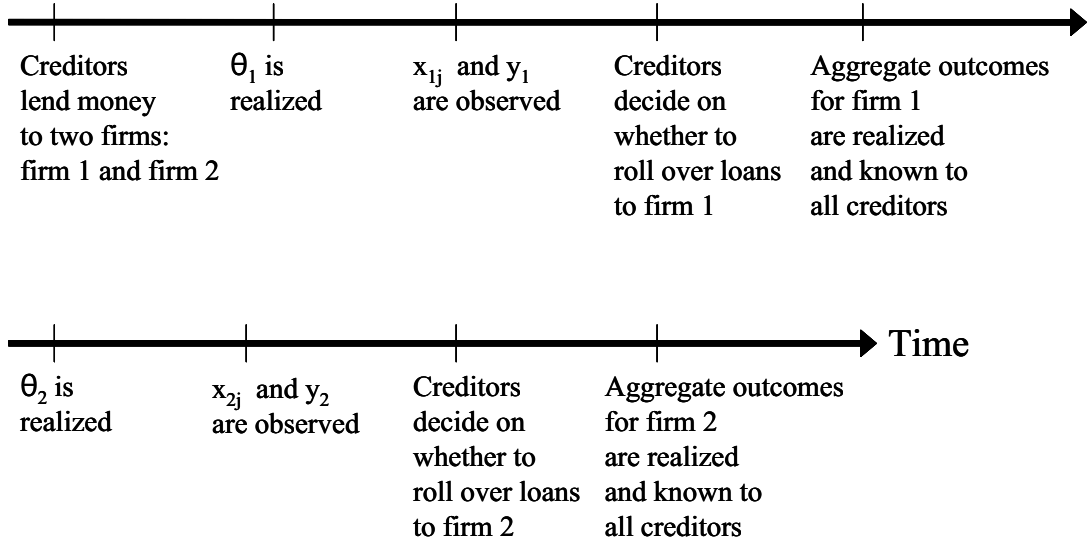 Creditors
lend money
to two firms:
firm 1 and firm 2
θ1 is
realized
x1j and y1
are observed
Creditors
decide on
whether to
roll over loans
to firm 1
Aggregate outcomes
for firm 1
are realized
and known to
all creditors
Time
θ2 is
realized
x2j and y2
are observed
Creditors
decide on
whether to
roll over loans
to firm 2
Aggregate outcomes
for firm 2
are realized
and known to
all creditors